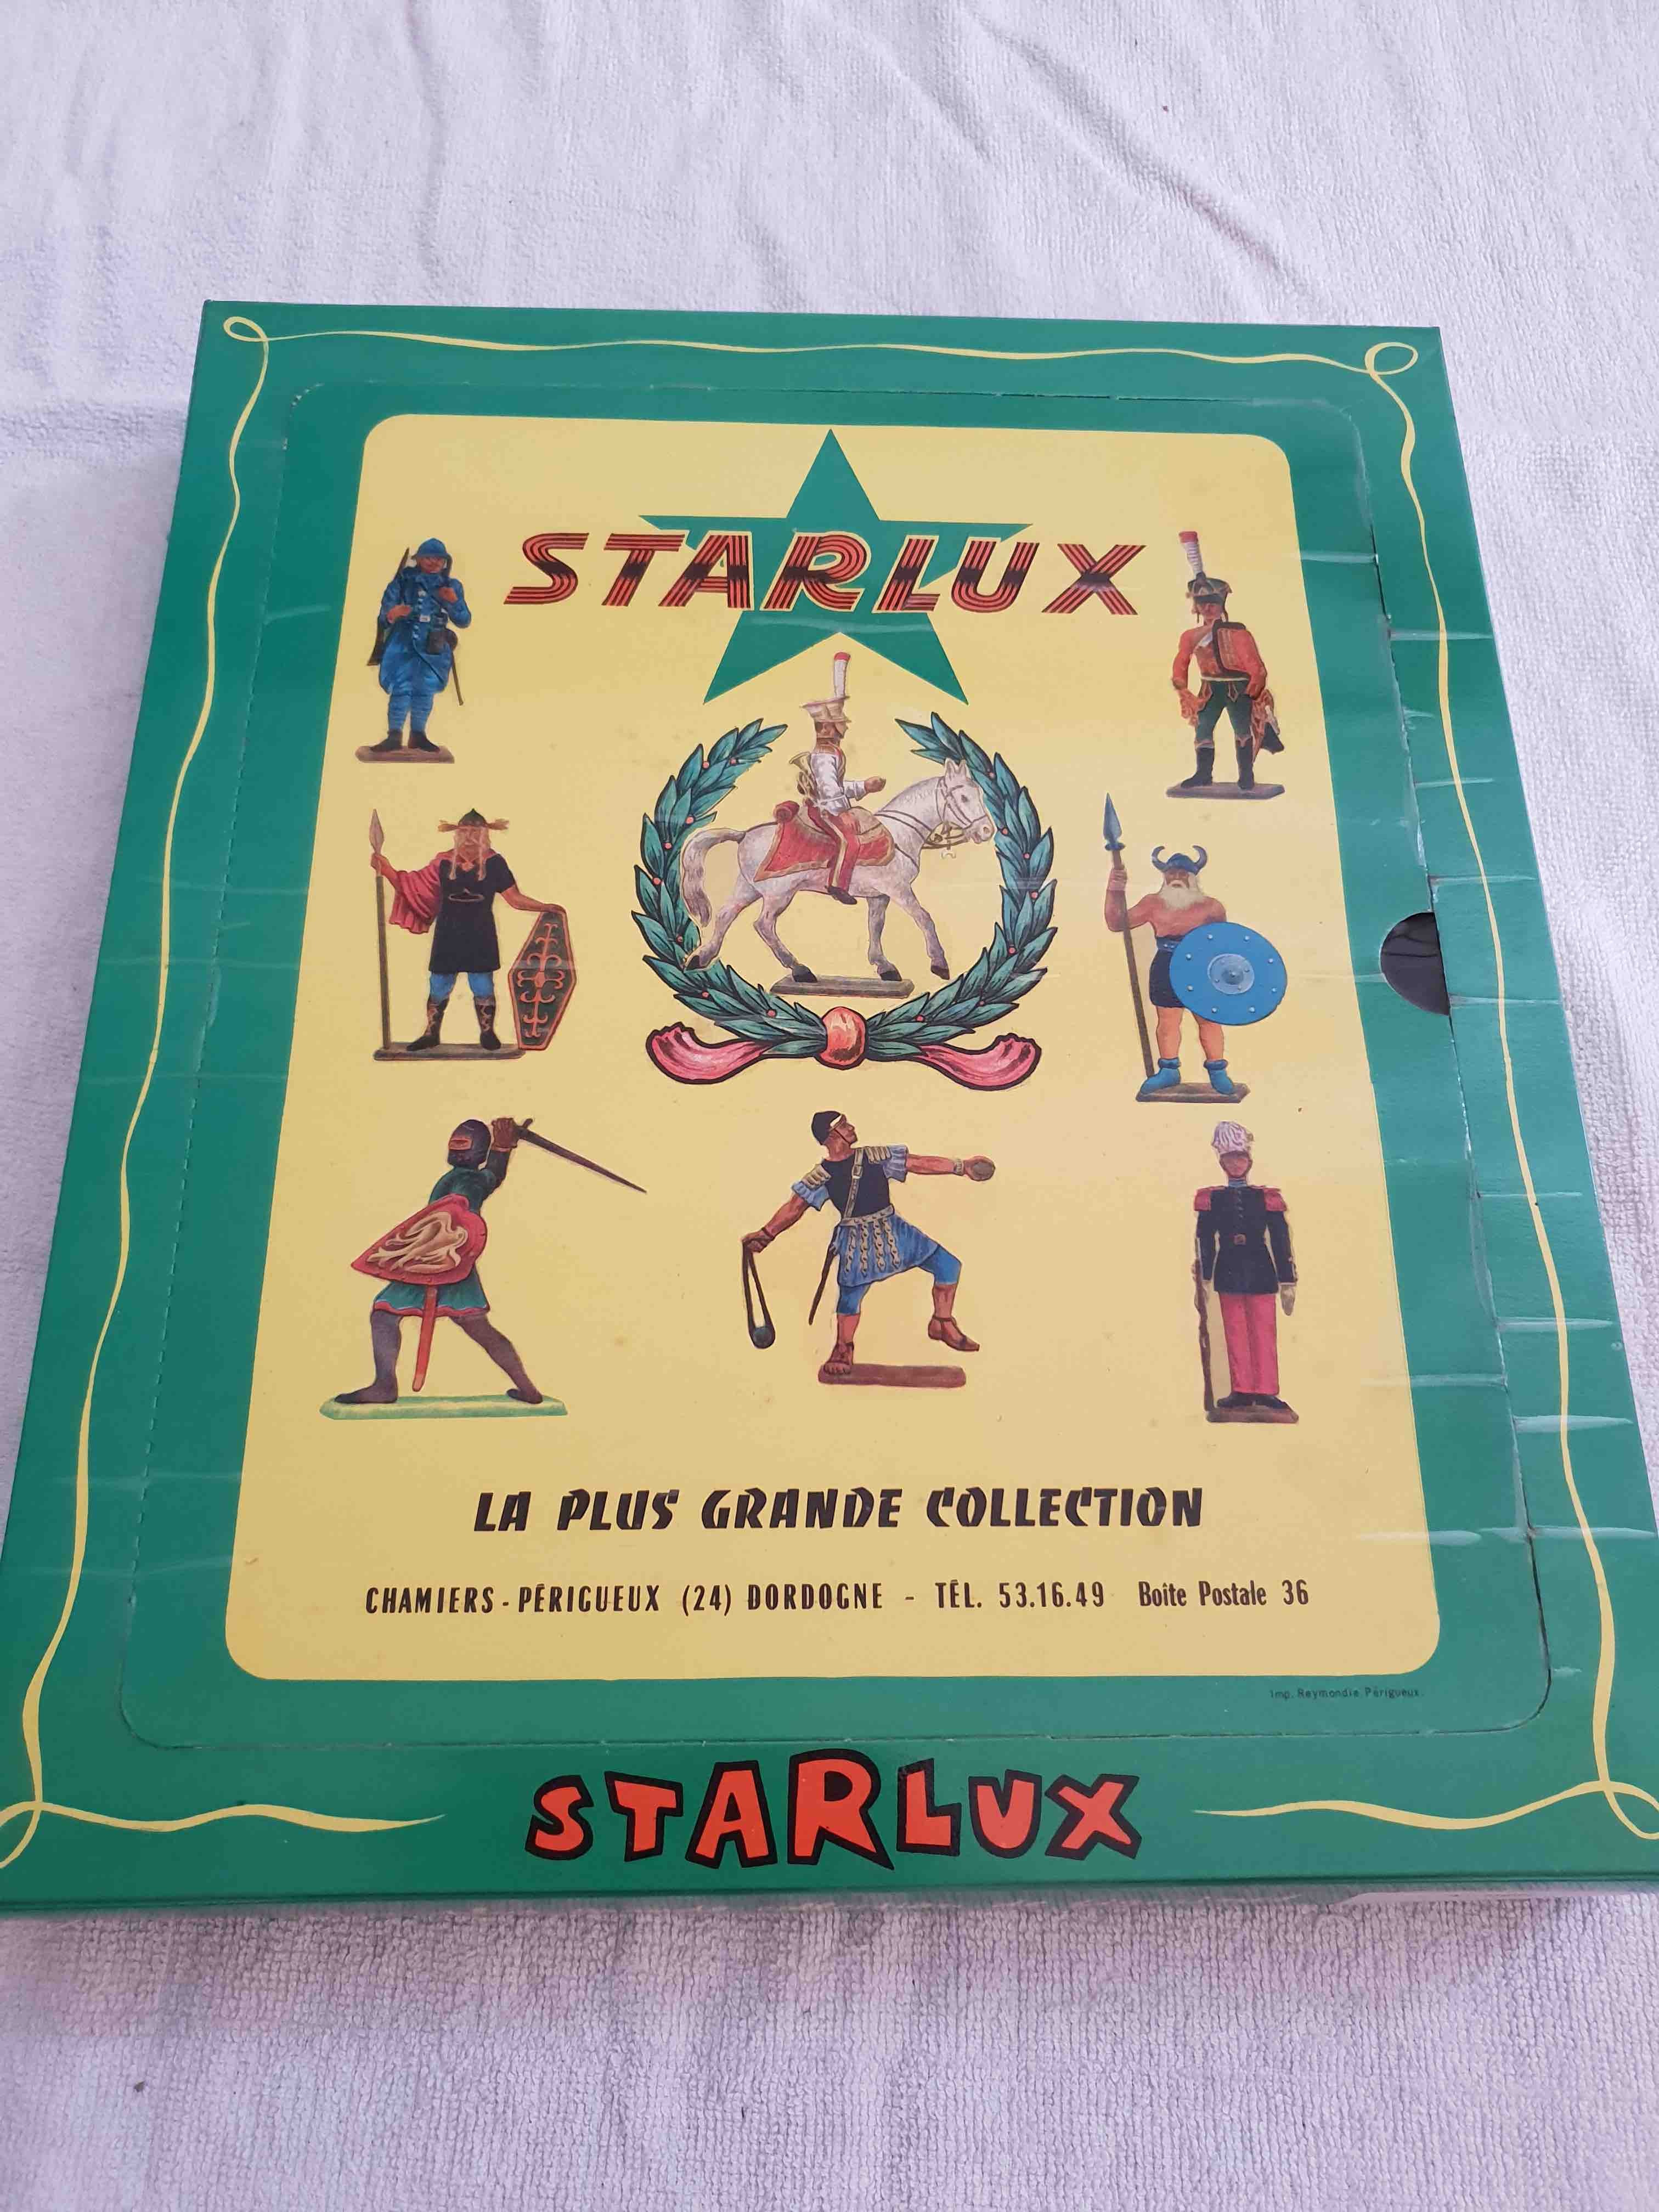 STARLUX
LA PLUS GRANDE COLLECTION
CHAMIERS - PÉRIGUEUX (24) DORDOGNE - TÉL. 53.16.49 Boîte Postale 36
Imp. Reymondie Périgueux
STARLUX